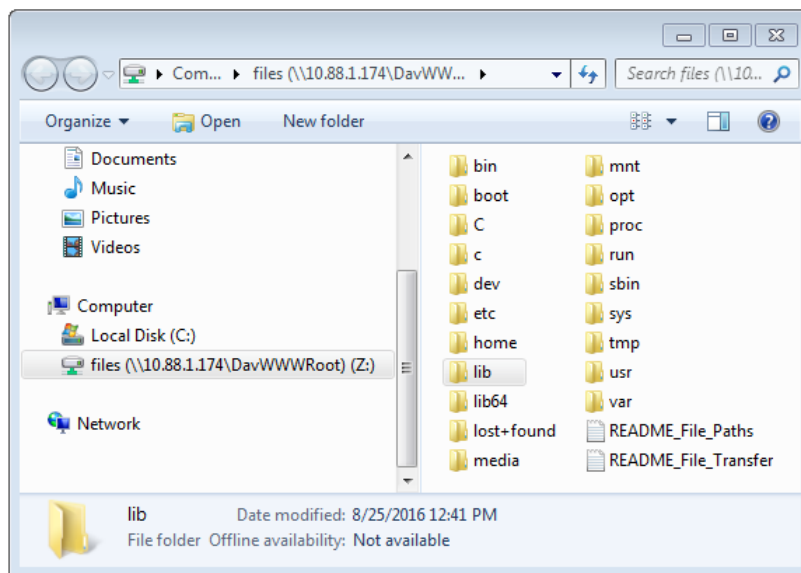 Com... files (\\10.88.1.174\DavWW... Search files (\\10...
Organize Open New folder
Documents
Music
Pictures
Videos
Computer
Local Disk (C:)
files (\\10.88.1.174\DavWWWRoot) (Z:)
Network
bin
boot
C
c
dev
etc
home
lib
lib64
lost+found
media
mnt
opt
proc
run
sbin
sys
tmp
usr
var
README_File_Paths
README_File_Transfer
lib Date modified: 8/25/2016 12:41 PM
File folder Offline availability: Not available